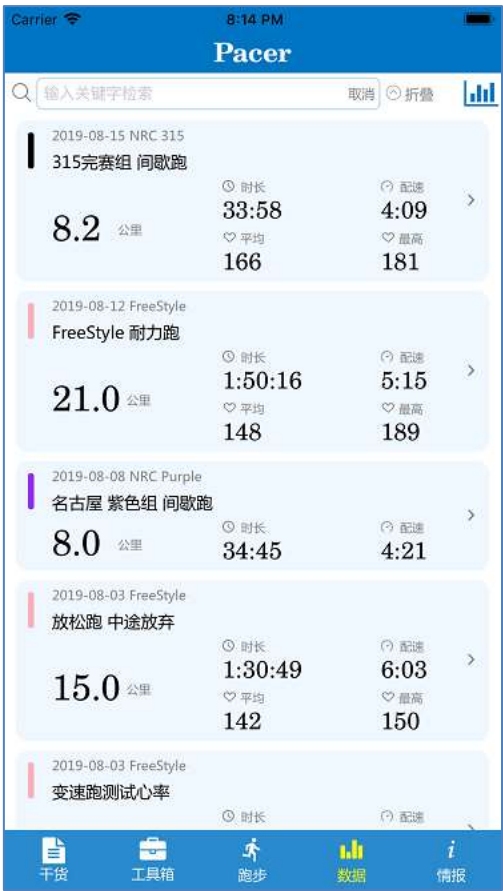 Carrier 8:14 PM
Pacer
输入关键字检索 取消 折叠
2019-08-15 NRC 315
315完赛组 间歇跑
时长 配速
8.2 公里 33:58 4:09
平均 最高
166 181
2019-08-12 FreeStyle
FreeStyle 耐力跑
时长 配速
21.0 公里 1:50:16 5:15
平均 最高
148 189
2019-08-08 NRC Purple
名古屋 紫色组 间歇跑
时长 配速
8.0 公里 34:45 4:21
2019-08-03 FreeStyle
放松跑 中途放弃
时长 配速
15.0 公里 1:30:49 6:03
平均 最高
142 150
2019-08-03 FreeStyle
变速跑测试心率
时长 配速
干货 工具箱 跑步 数据 情报